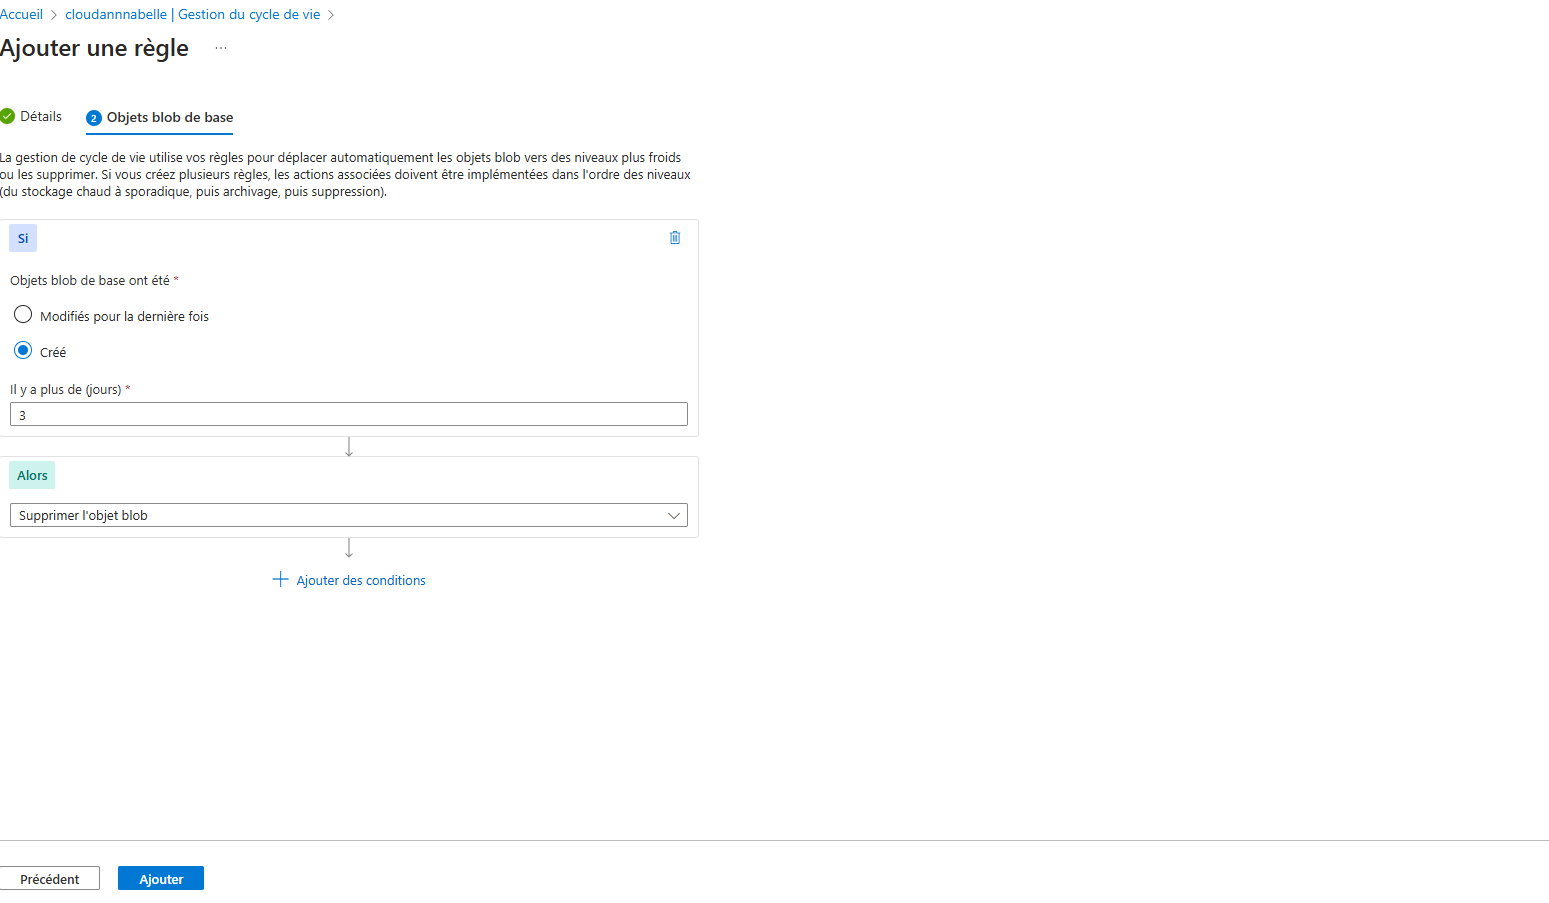 Accueil > cloudannnabelle | Gestion du cycle de vie >
Ajouter une règle ...
Détails
2 Objets blob de base
La gestion de cycle de vie utilise vos règles pour déplacer automatiquement les objets blob vers des niveaux plus froids
ou les supprimer. Si vous créez plusieurs règles, les actions associées doivent être implémentées dans l'ordre des niveaux
(du stockage chaud à sporadique, puis archivage, puis suppression).
Si
Objets blob de base ont été *
Modifiés pour la dernière fois
Créé
Il y a plus de (jours) *
3
Alors
Supprimer l'objet blob
Ajouter des conditions
Précédent
Ajouter